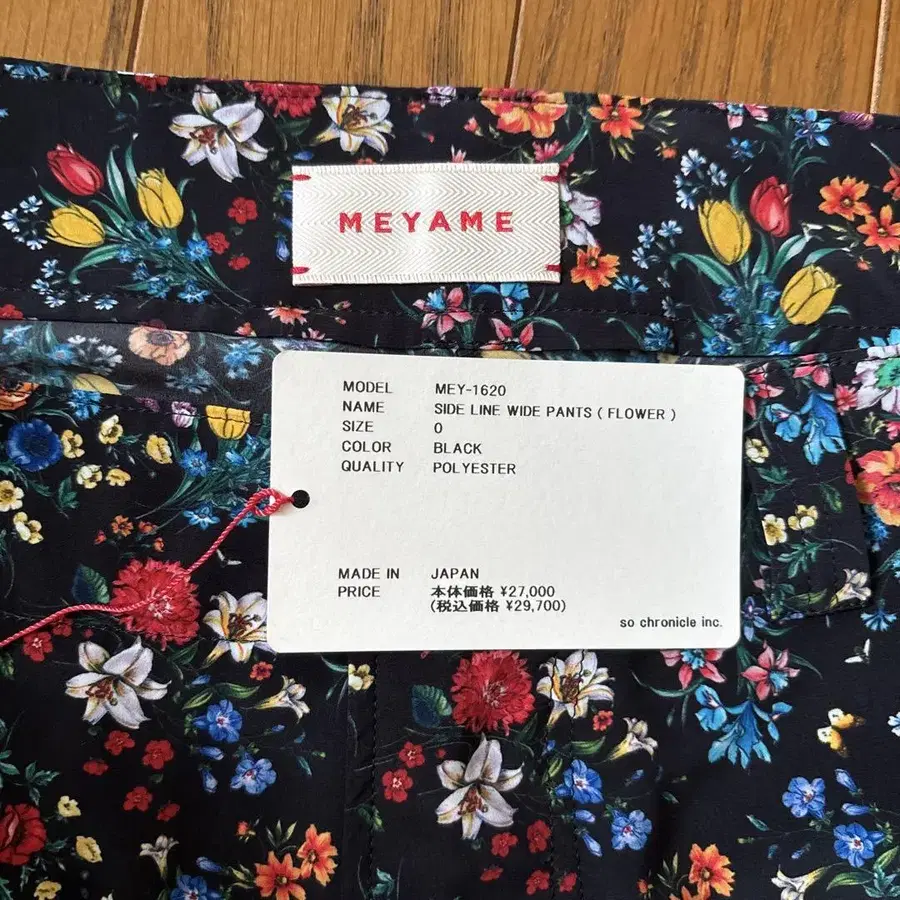 MEYAME
MODEL MEY-1620
NAME SIDE LINE WIDE PANTS ( FLOWER )
SIZE 0
COLOR BLACK
QUALITY POLYESTER
MADE IN JAPAN
PRICE 本体価格 ¥27,000
(税込価格 ¥29,700)
so chronicle inc.